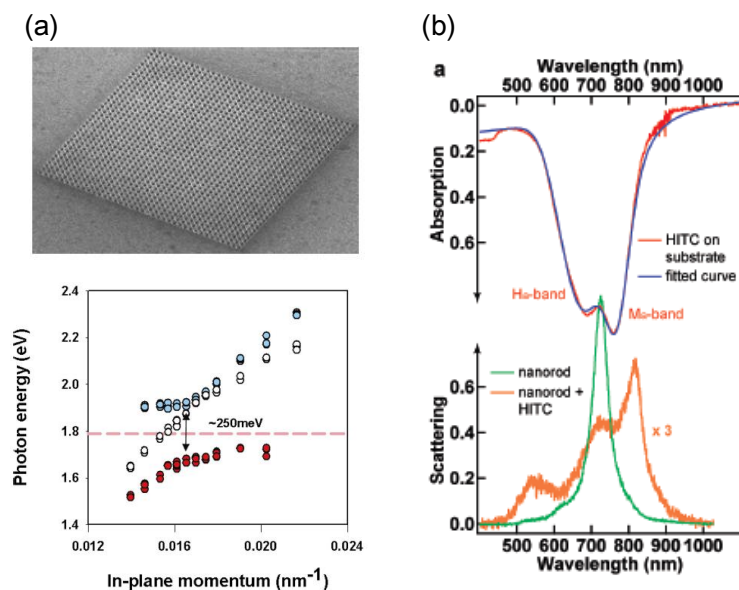 (a)
(b)
2.4
2.2
2.0
1.8
1.6
1.4
Photon energy (eV)
~250meV
0.012
0.016
0.020
0.024
In-plane momentum (nm⁻¹)
a
Wavelength (nm)
500 600 700 800 900 1000
0.0
0.2
0.4
0.6
Absorption
HITC on
substrate
fitted curve
H∞-band
M∞-band
nanorod
nanorod +
HITC
x 3
0.6
0.4
0.2
0.0
Scattering
500 600 700 800 900 1000
Wavelength (nm)